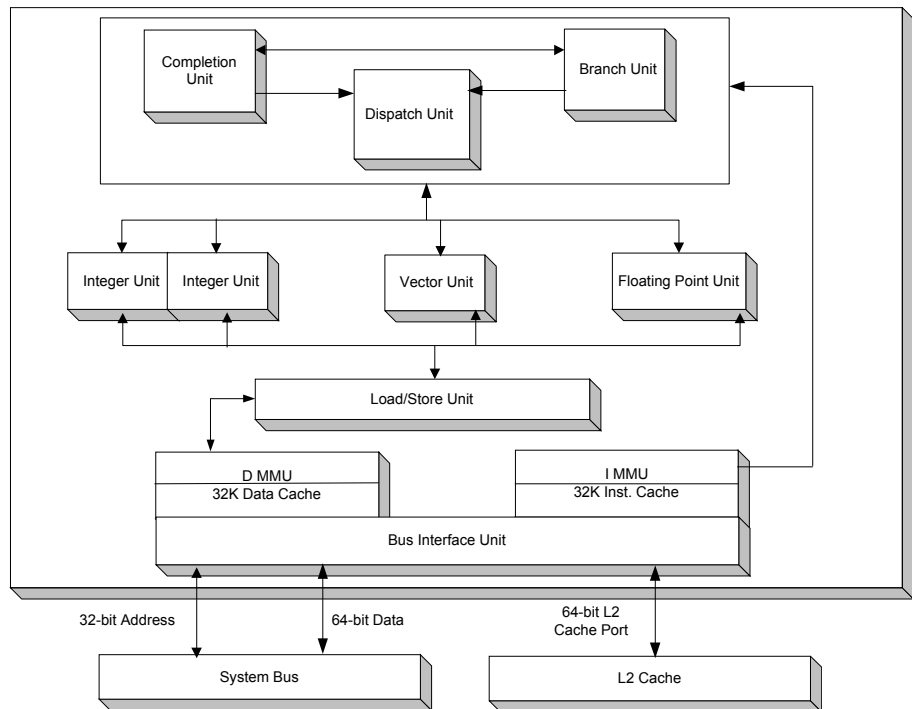 Completion
Unit
Branch Unit
Dispatch Unit
Integer Unit
Integer Unit
Vector Unit
Floating Point Unit
Load/Store Unit
D MMU
32K Data Cache
I MMU
32K Inst. Cache
Bus Interface Unit
32-bit Address
64-bit Data
64-bit L2
Cache Port
System Bus
L2 Cache